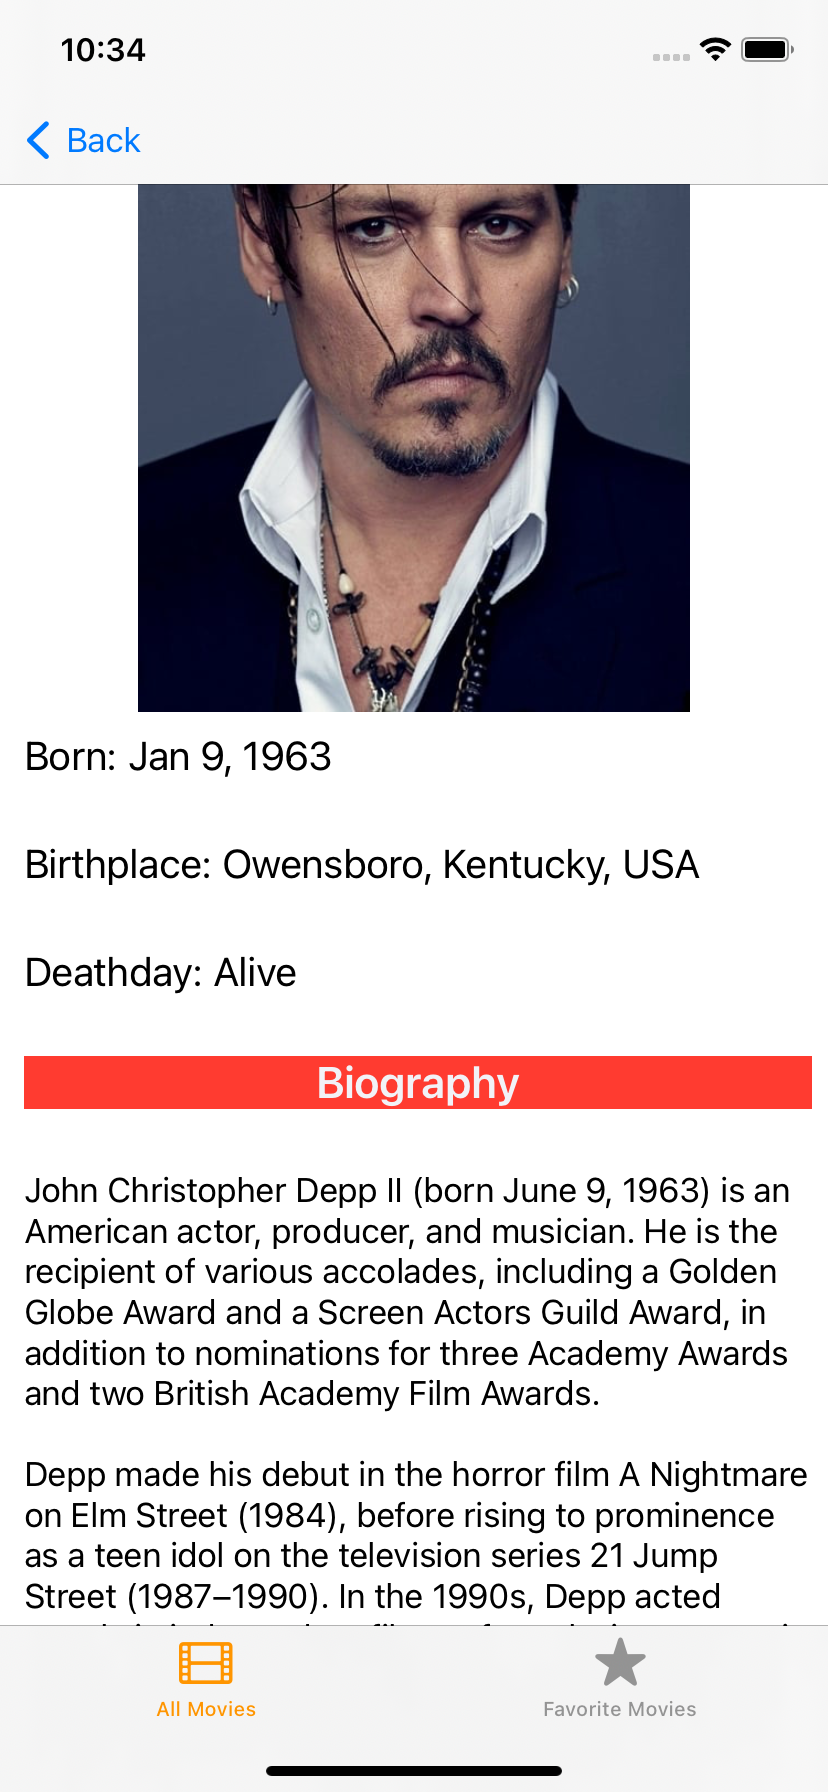 10:34
Back
Born: Jan 9, 1963
Birthplace: Owensboro, Kentucky, USA
Deathday: Alive
Biography
John Christopher Depp II (born June 9, 1963) is an
American actor, producer, and musician. He is the
recipient of various accolades, including a Golden
Globe Award and a Screen Actors Guild Award, in
addition to nominations for three Academy Awards
and two British Academy Film Awards.
Depp made his debut in the horror film A Nightmare
on Elm Street (1984), before rising to prominence
as a teen idol on the television series 21 Jump
Street (1987–1990). In the 1990s, Depp acted
All Movies
Favorite Movies